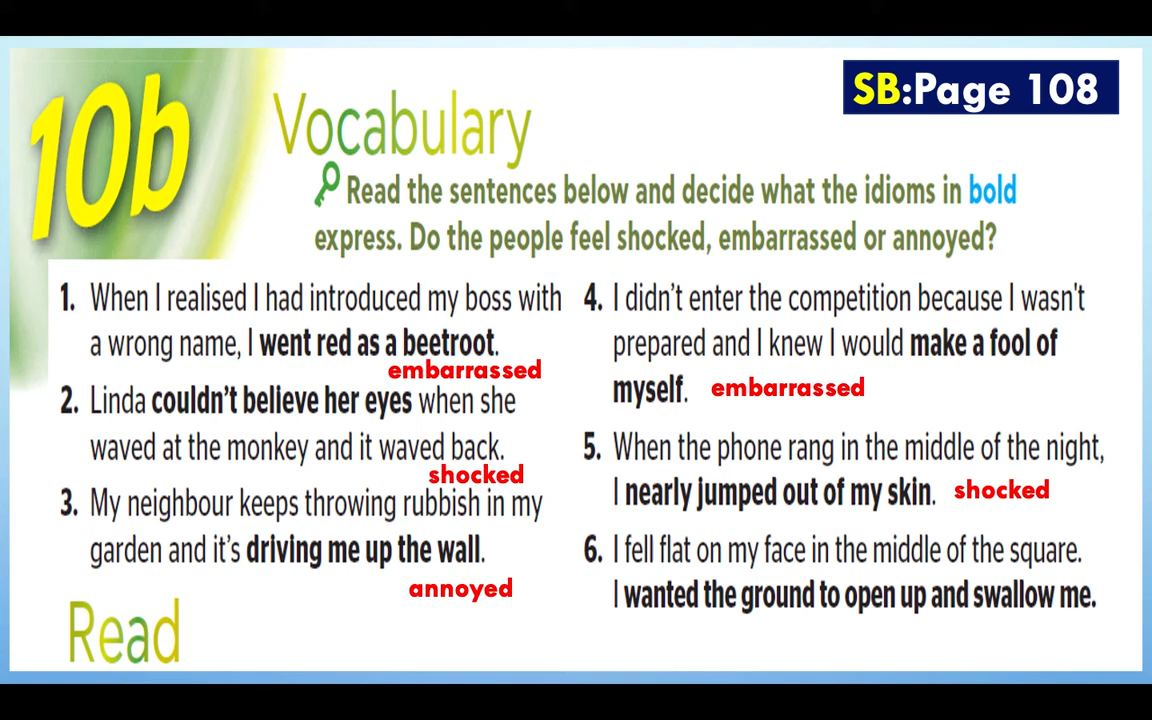 10b
SB:Page 108
Vocabulary
Read the sentences below and decide what the idioms in bold
express. Do the people feel shocked, embarrassed or annoyed?
1. When I realised I had introduced my boss with
a wrong name, I went red as a beetroot.
embarrassed
2. Linda couldn't believe her eyes when she
waved at the monkey and it waved back.
shocked
3. My neighbour keeps throwing rubbish in my
garden and it's driving me up the wall.
annoyed
4. I didn't enter the competition because I wasn't
prepared and I knew I would make a fool of
myself. embarrassed
5. When the phone rang in the middle of the night,
I nearly jumped out of my skin. shocked
6. I fell flat on my face in the middle of the square.
I wanted the ground to open up and swallow me.
Read